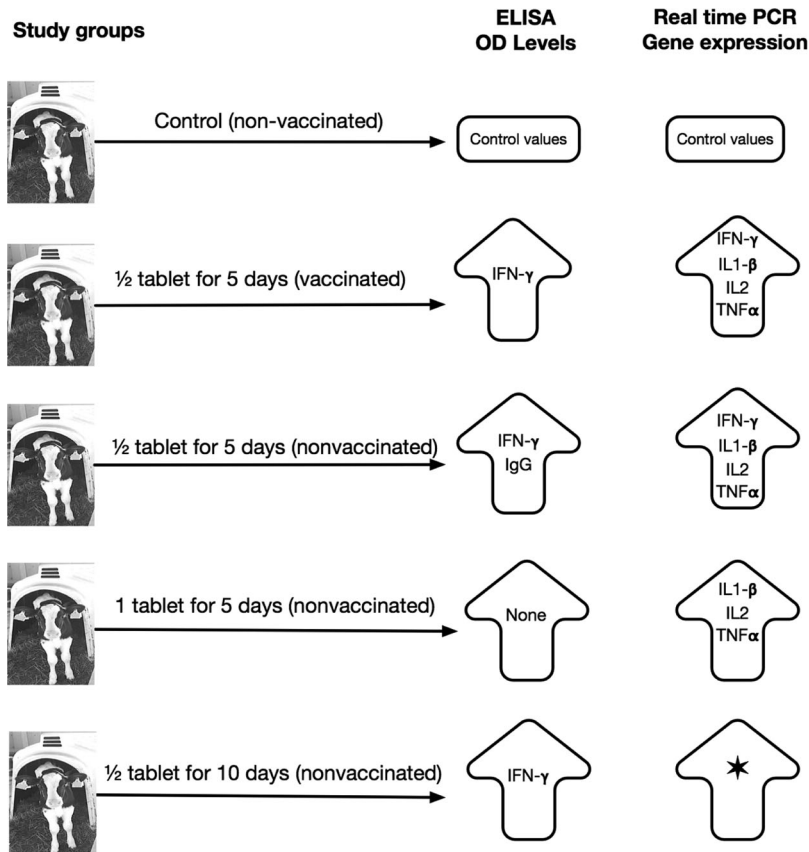 Study groups
ELISA
OD Levels
Real time PCR
Gene expression
Control (non-vaccinated)
Control values
Control values
½ tablet for 5 days (vaccinated)
IFN-γ
IFN-γ
IL1-β
IL2
TNFα
½ tablet for 5 days (nonvaccinated)
IFN-γ
IgG
IFN-γ
IL1-β
IL2
TNFα
1 tablet for 5 days (nonvaccinated)
None
IL1-β
IL2
TNFα
½ tablet for 10 days (nonvaccinated)
IFN-γ